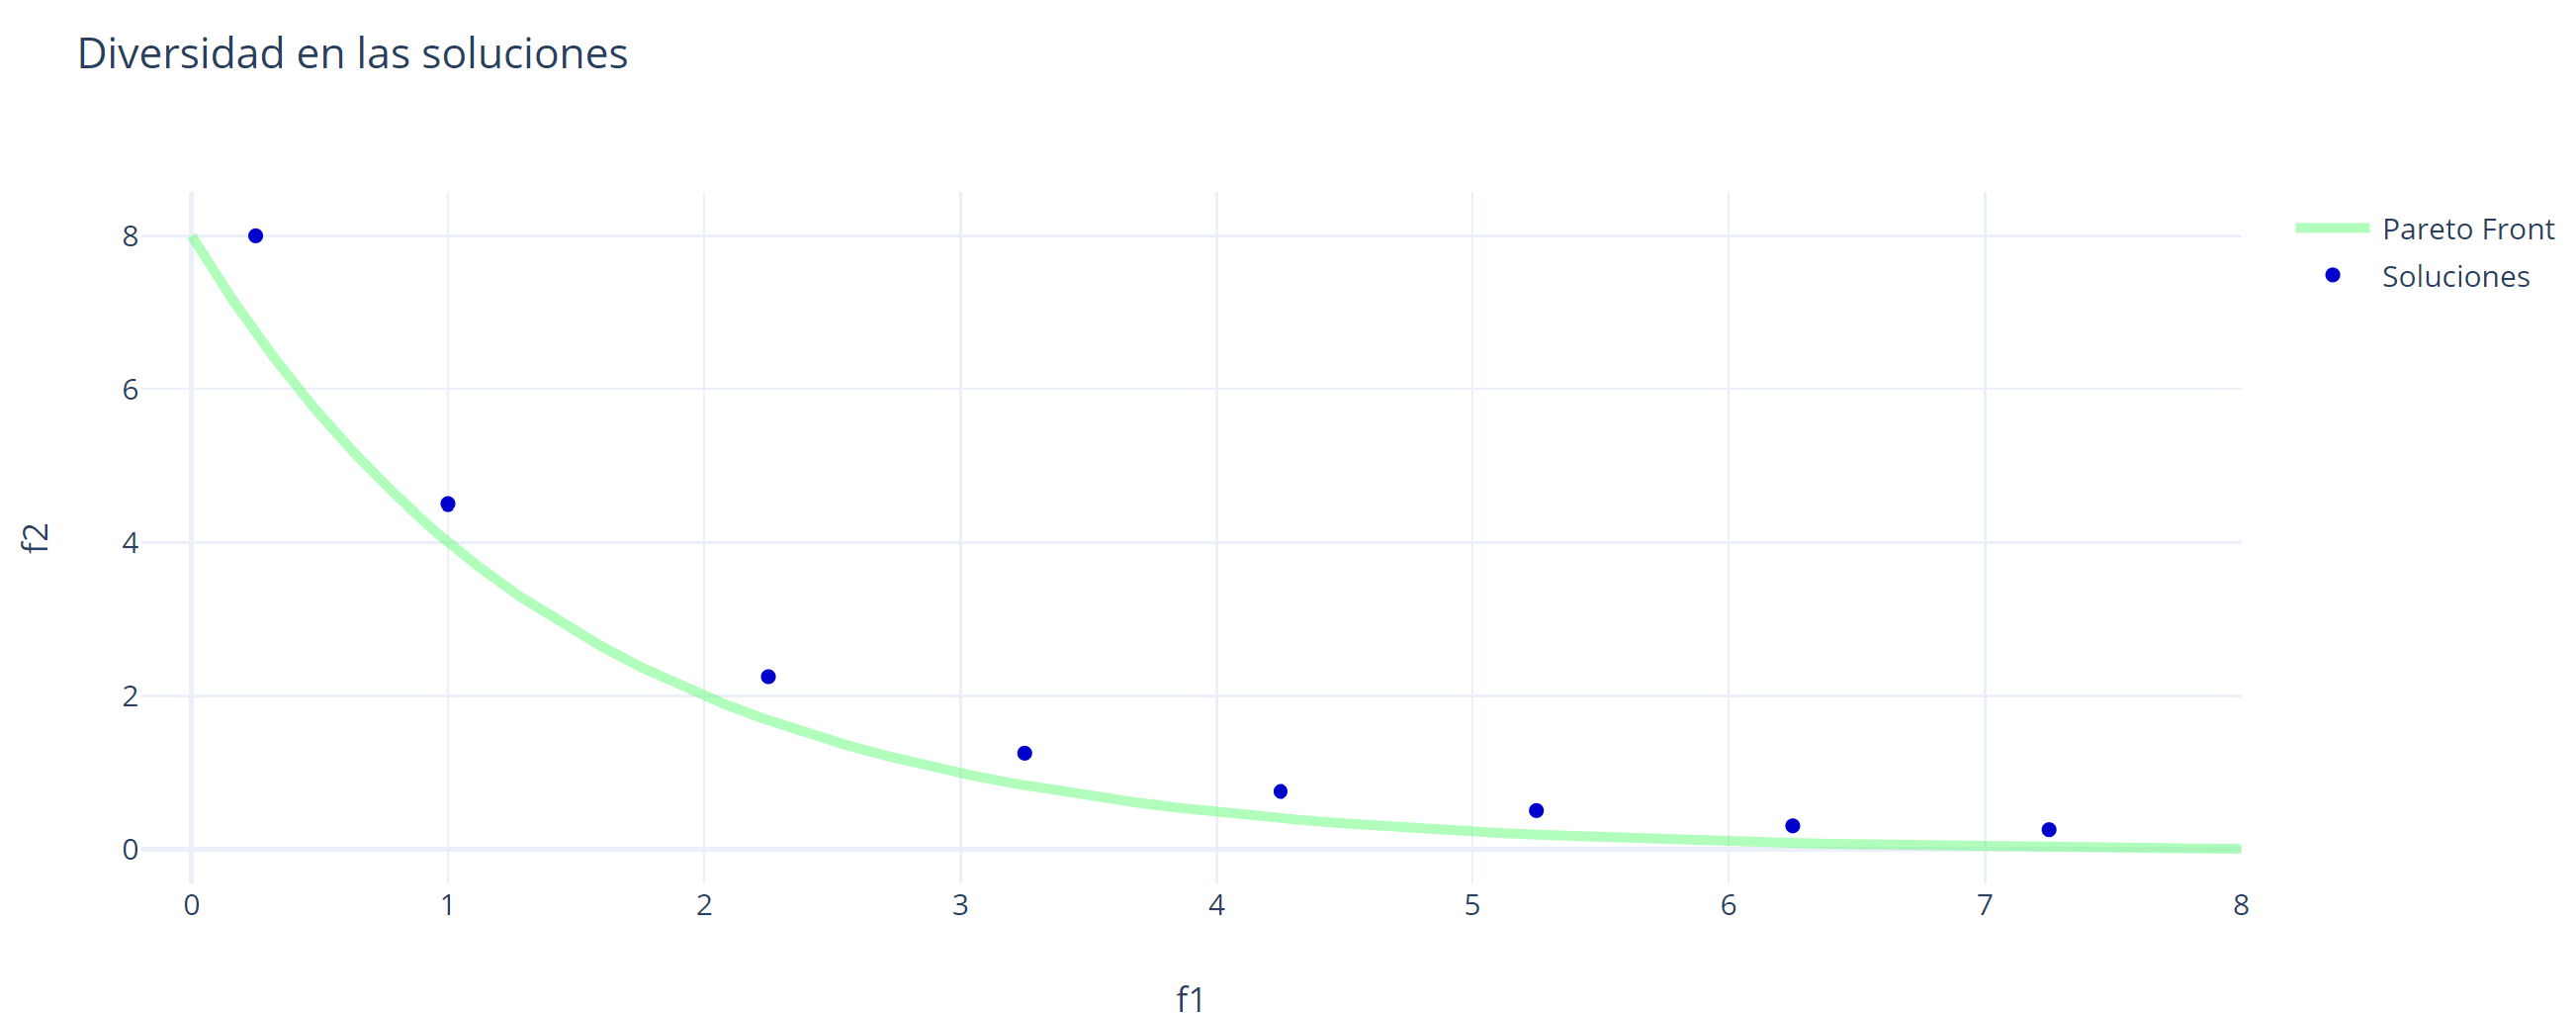 Diversidad en las soluciones
Pareto Front
Soluciones
f2
8
6
4
2
0
0 1 2 3 4 5 6 7 8
f1